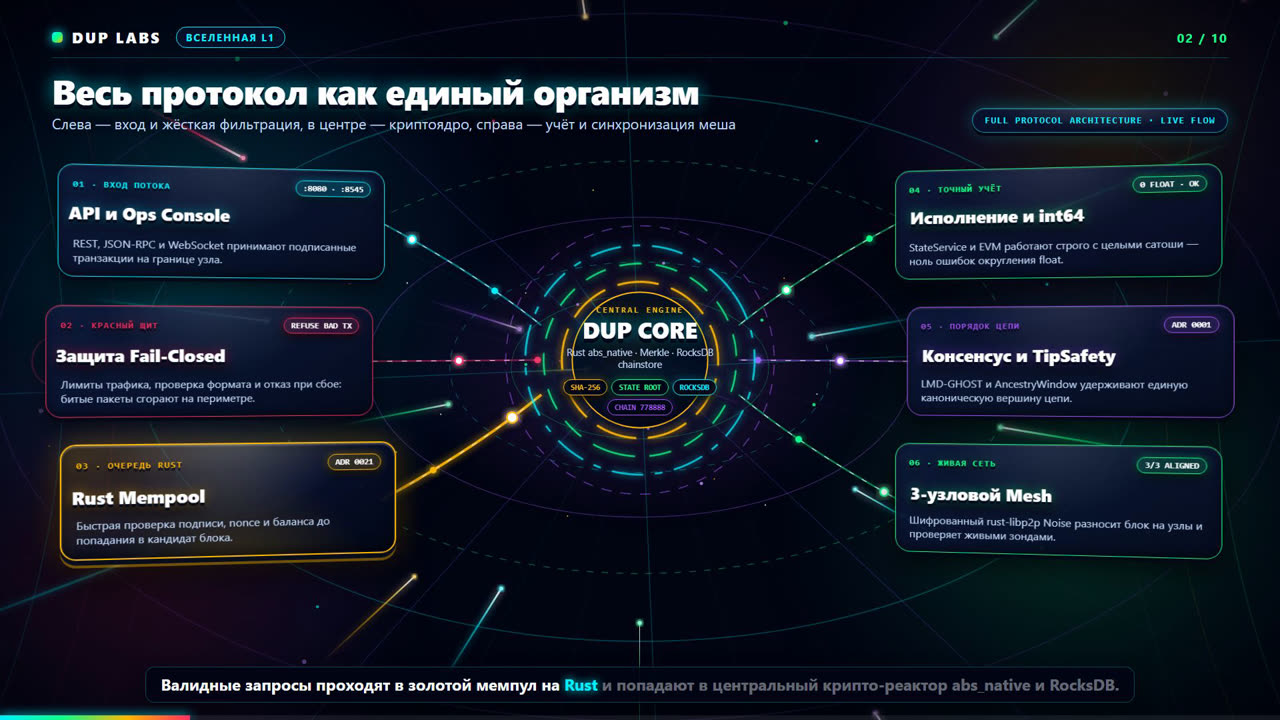 DUP LABS
ВСЕЛЕННАЯ L1
02 / 10
Весь протокол как единый организм
Слева — вход и жёсткая фильтрация, в центре — криптоядро, справа — учёт и синхронизация меша
FULL PROTOCOL ARCHITECTURE · LIVE FLOW
01 · ВХОД ПОТОКА
:8080 · :8545
API и Ops Console
REST, JSON-RPC и WebSocket принимают подписанные
транзакции на границе узла.
02 · КРАСНЫЙ ЩИТ
REFUSE BAD TX
Защита Fail-Closed
Лимиты трафика, проверка формата и отказ при сбое:
битые пакеты сгорают на периметре.
03 · ОЧЕРЕДЬ RUST
ADR 0021
Rust Mempool
Быстрая проверка подписи, nonce и баланса до
попадания в кандидат блока.
CENTRAL ENGINE
DUP CORE
Rust abs_native · Merkle · RocksDB
chainstore
SHA-256
STATE ROOT
ROCKSDB
CHAIN 778888
04 · ТОЧНЫЙ УЧЁТ
0 FLOAT · OK
Исполнение и int64
StateService и EVM работают строго с целыми сатоши —
ноль ошибок округления float.
05 · ПОРЯДОК ЦЕПИ
ADR 0001
Консенсус и TipSafety
LMD-GHOST и AncestryWindow удерживают единую
каноническую вершину цепи.
06 · ЖИВАЯ СЕТЬ
3/3 ALIGNED
3-узловой Mesh
Шифрованный rust-libp2p Noise разносит блок на узлы и
проверяет живыми зондами.
Валидные запросы проходят в золотой мемпул на Rust и попадают в центральный крипто-реактор abs_native и RocksDB.